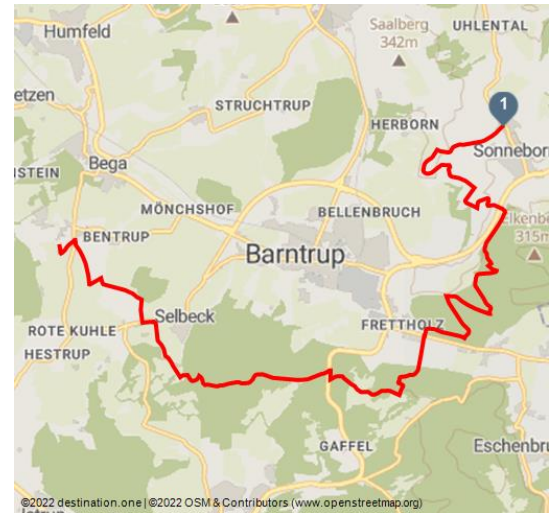 Humfeld
Saalberg
342m
UHLENTAL
STRUCHTRUP
1
HERBORN
Sonneborn
Bega
MÖNCHSHOF
BELLENBRUCH
BENTRUP
315m
Barntrup
Selbeck
FRETTHOLZ
ROTE KUHLE
HESTRUP
GAFFEL
Eschenbru
©2022 destination.one | ©2022 OSM & Contributors (www.openstreetmap.org)